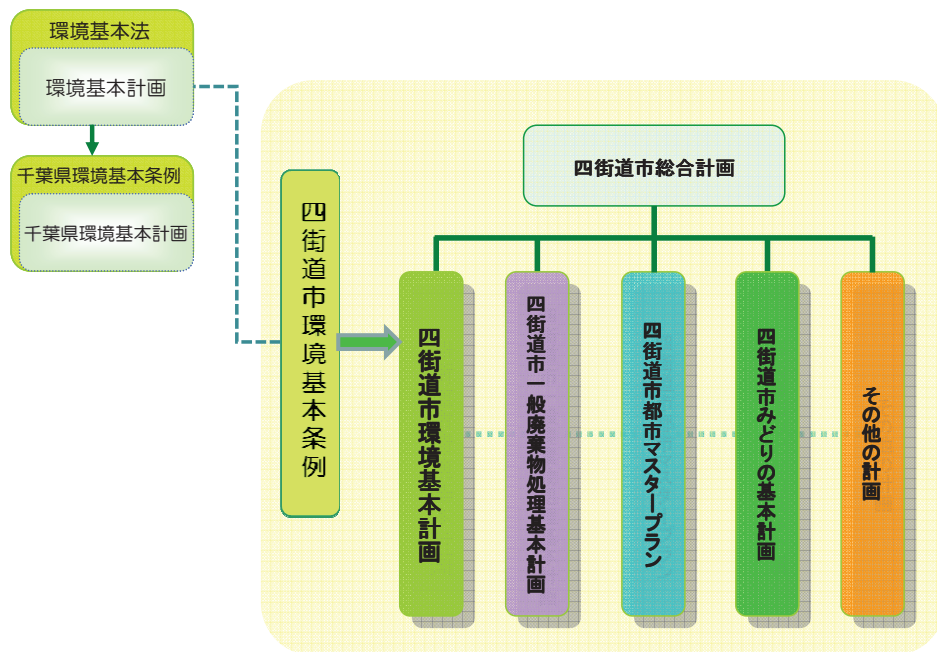 環境基本法
環境基本計画
千葉県環境基本条例
千葉県環境基本計画
四街道市総合計画
四街道市環境基本条例
四街道市環境基本計画
四街道市一般廃棄物処理基本計画
四街道市都市マスタープラン
四街道市みどりの基本計画
その他の計画